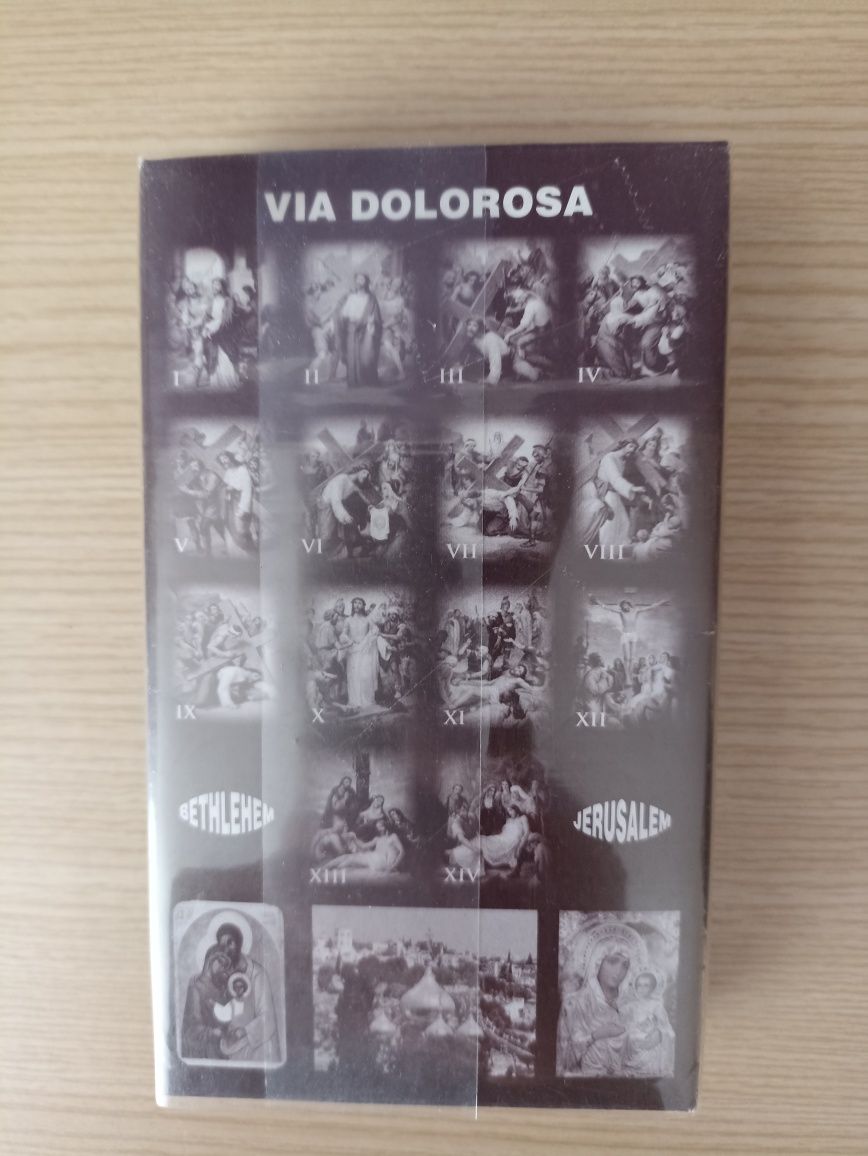 VIA DOLOROSA
I II III IV
V VI VII VIII
IX X XI XII
BETHLEHEM JERUSALEM
XIII XIV